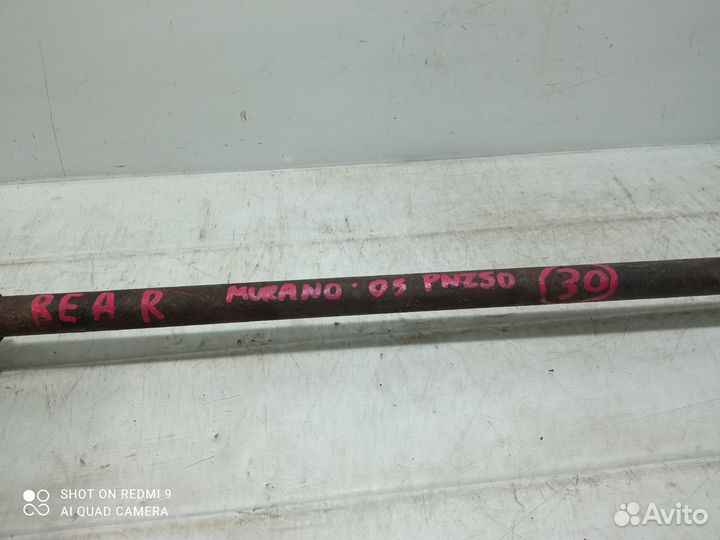 REAR MURANO · 05 PNZ50 30
SHOT ON REDMI 9
AI QUAD CAMERA
Avito